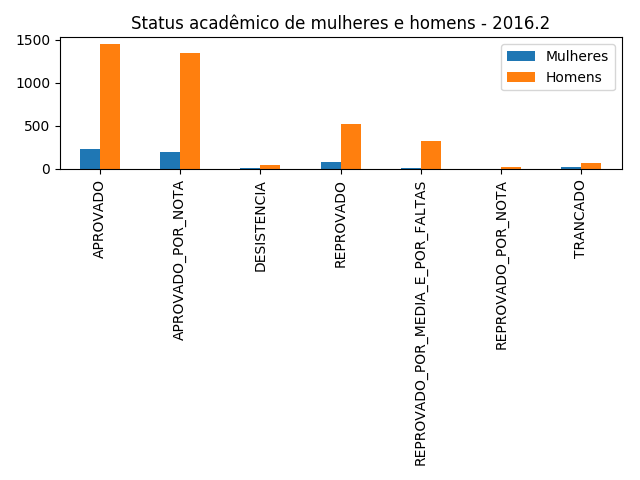 Status acadêmico de mulheres e homens - 2016.2
1500
1000
500
0
Mulheres
Homens
APROVADO
APROVADO_POR_NOTA
DESISTENCIA
REPROVADO
REPROVADO_POR_MEDIA_E_POR_FALTAS
REPROVADO_POR_NOTA
TRANCADO